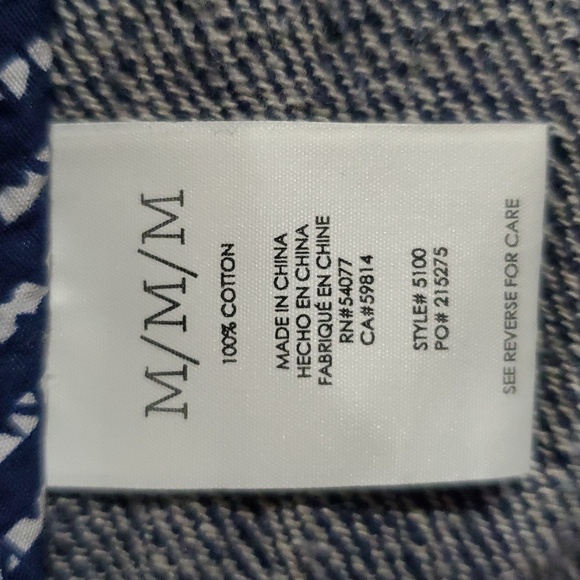 M/M/M
100% COTTON
MADE IN CHINA
HECHO EN CHINA
FABRIQUÉ EN CHINE
RN#54077
CA#59814
STYLE# 5100
PO# 215275
SEE REVERSE FOR CARE